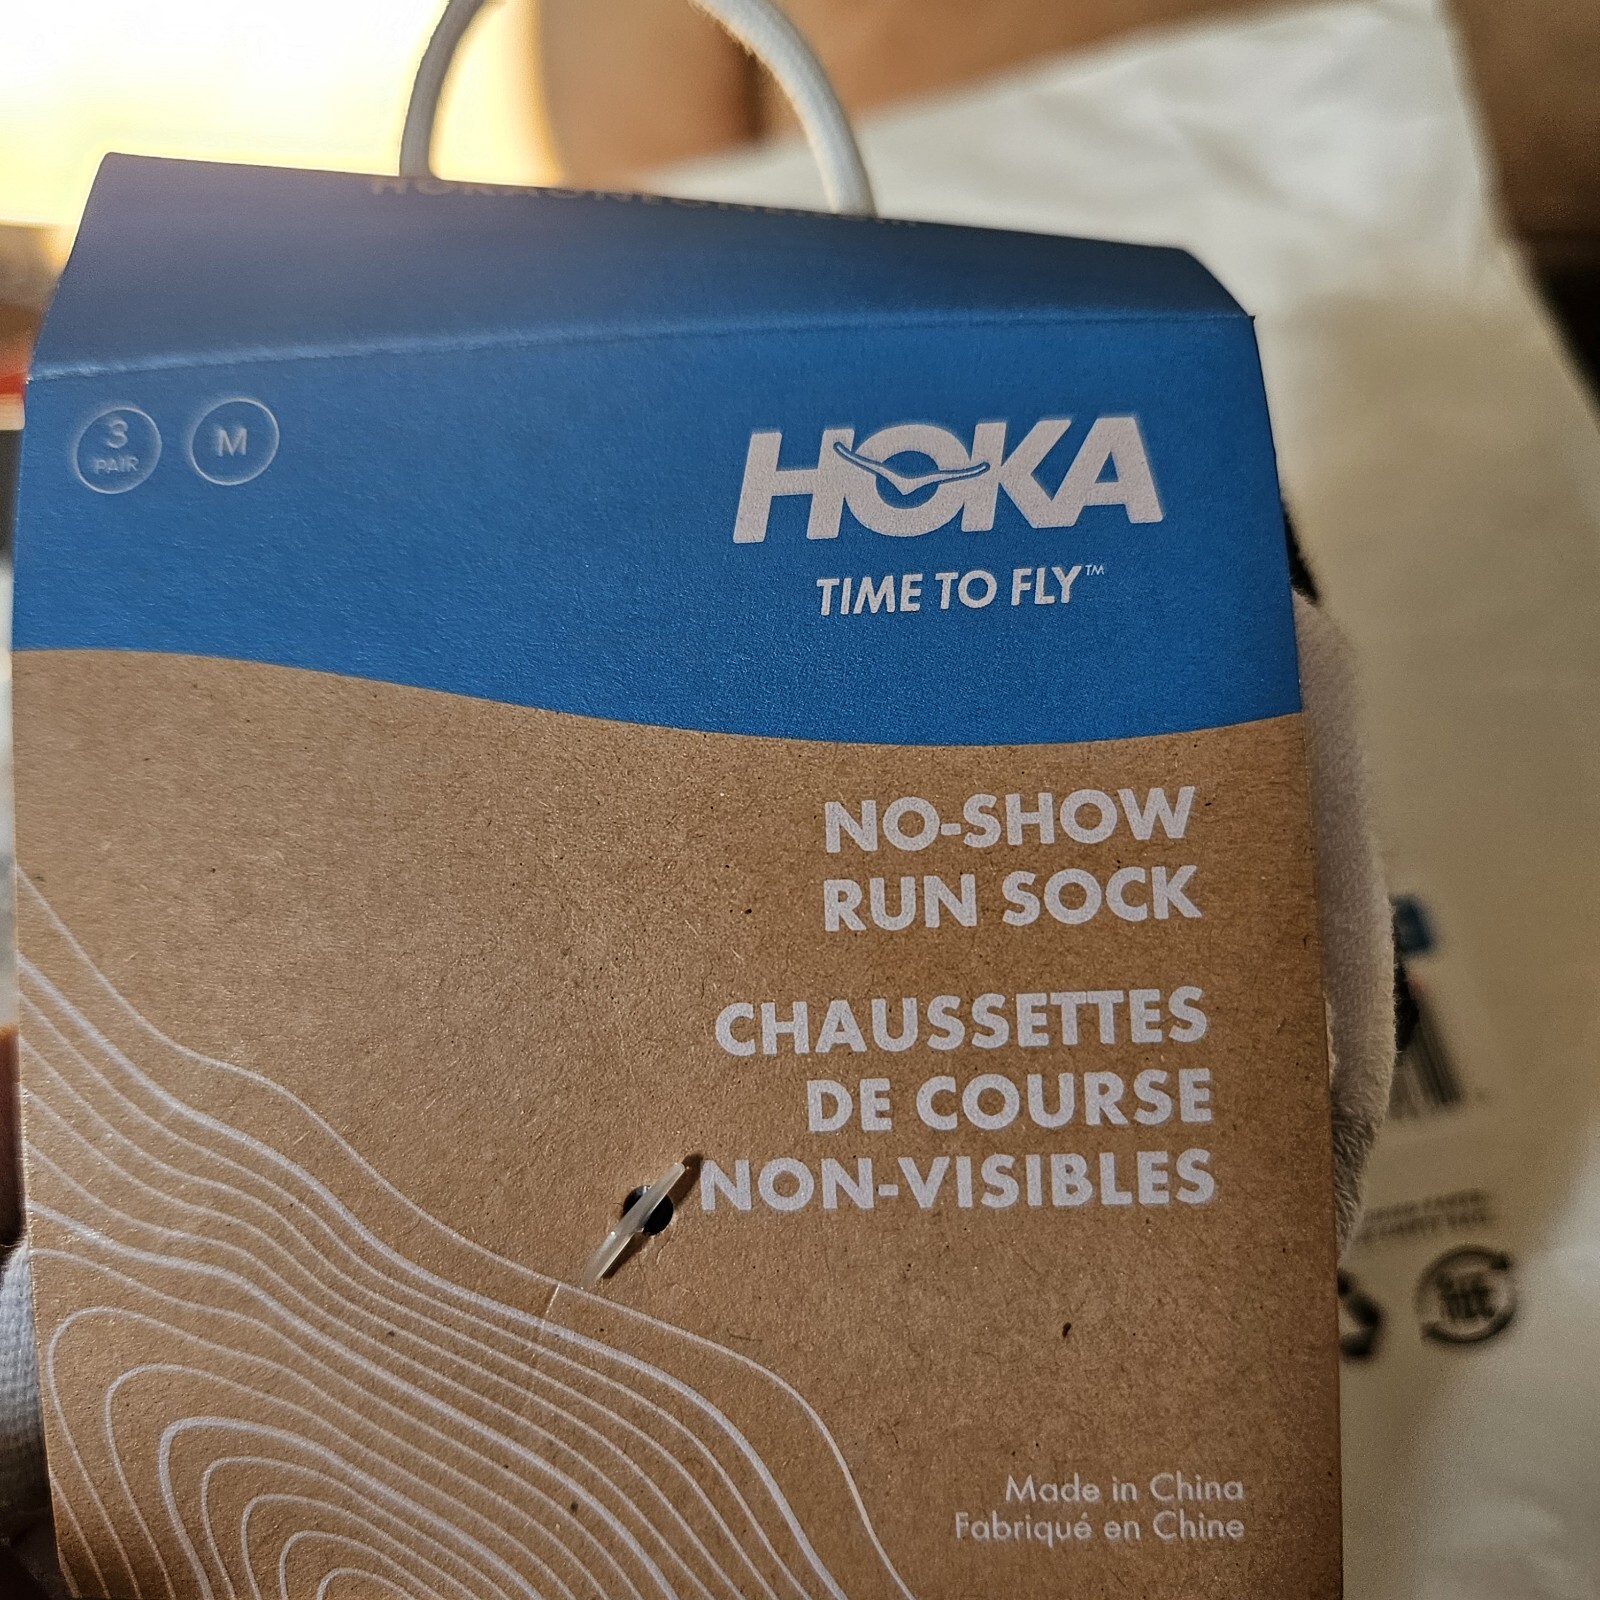 3
PAIR
M
HOKA
TIME TO FLY™
NO-SHOW
RUN SOCK
CHAUSSETTES
DE COURSE
NON-VISIBLES
Made in China
Fabriqué en Chine